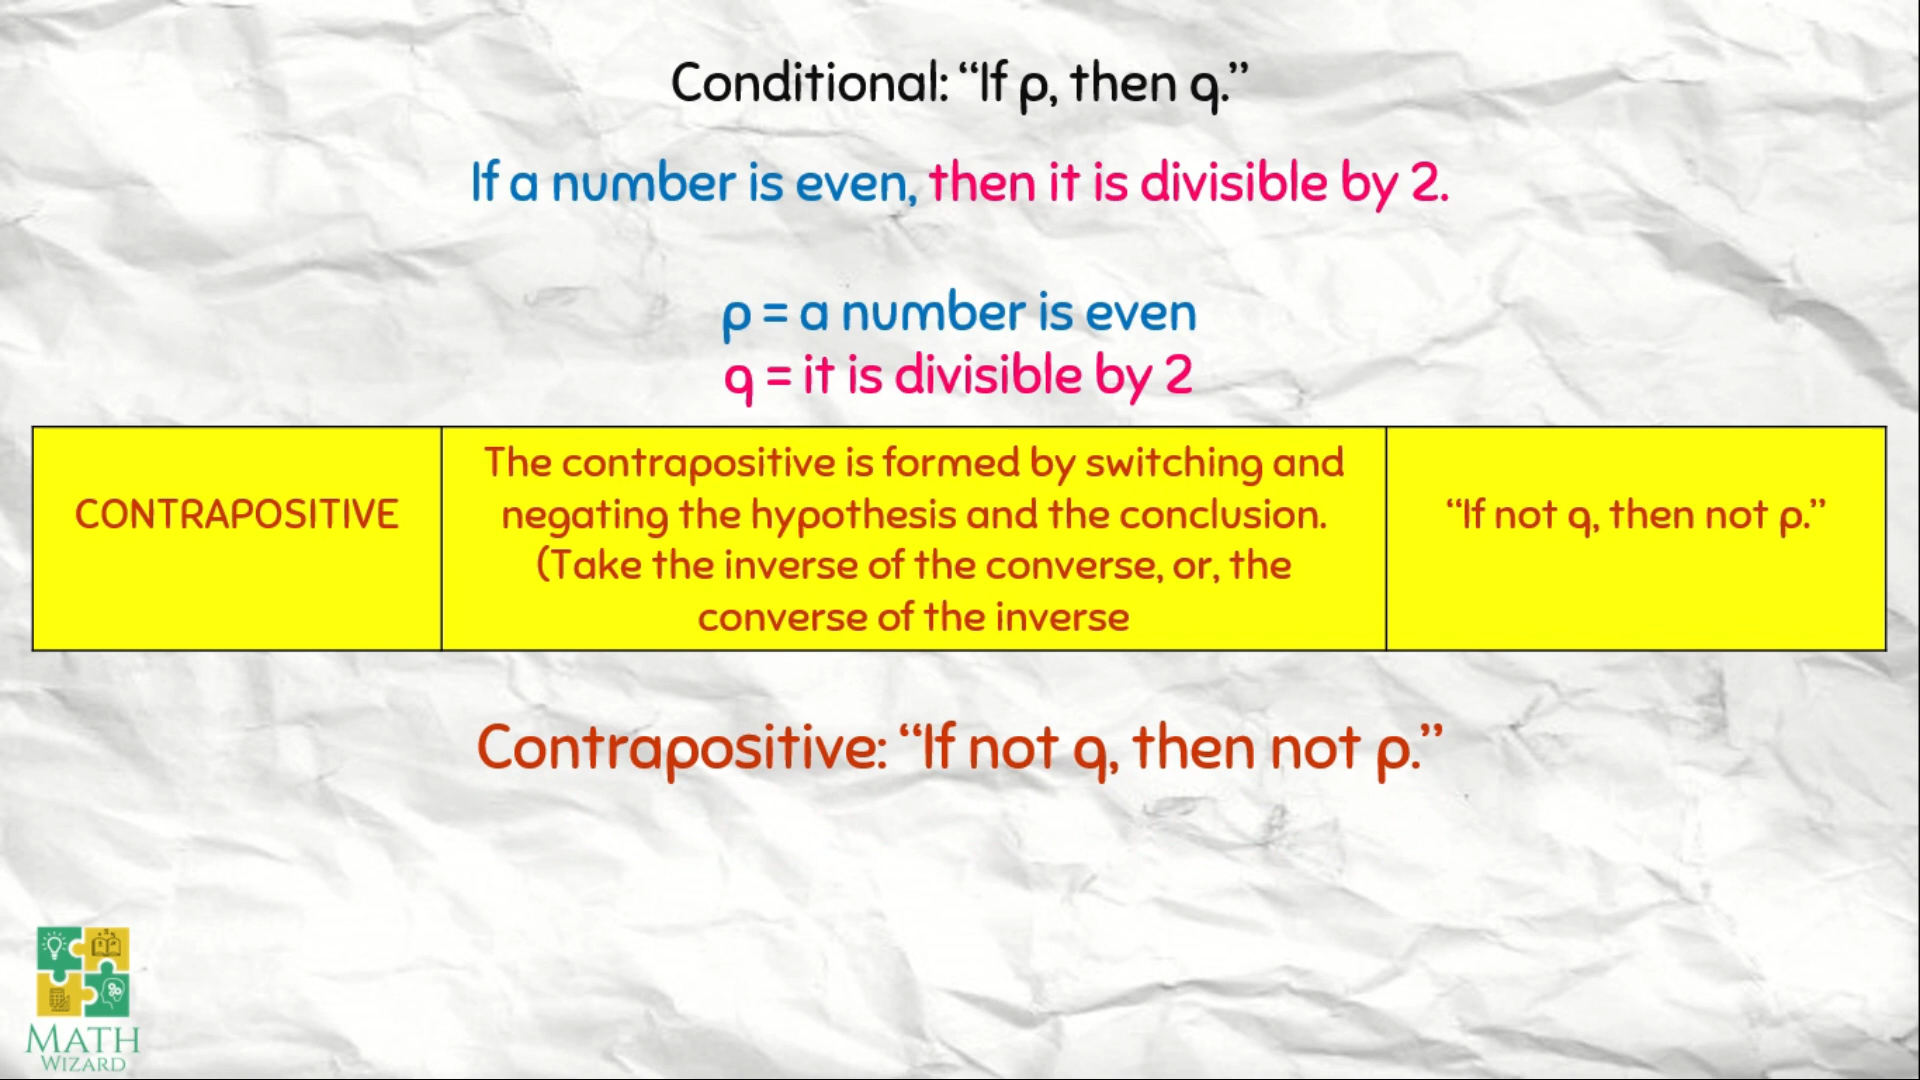 Conditional: “If p, then q.”
If a number is even, then it is divisible by 2.
p = a number is even
q = it is divisible by 2
CONTRAPOSITIVE
The contrapositive is formed by switching and
negating the hypothesis and the conclusion.
(Take the inverse of the converse, or, the
converse of the inverse
“If not q, then not p.”
Contrapositive: “If not q, then not p.”
MATH
WIZARD